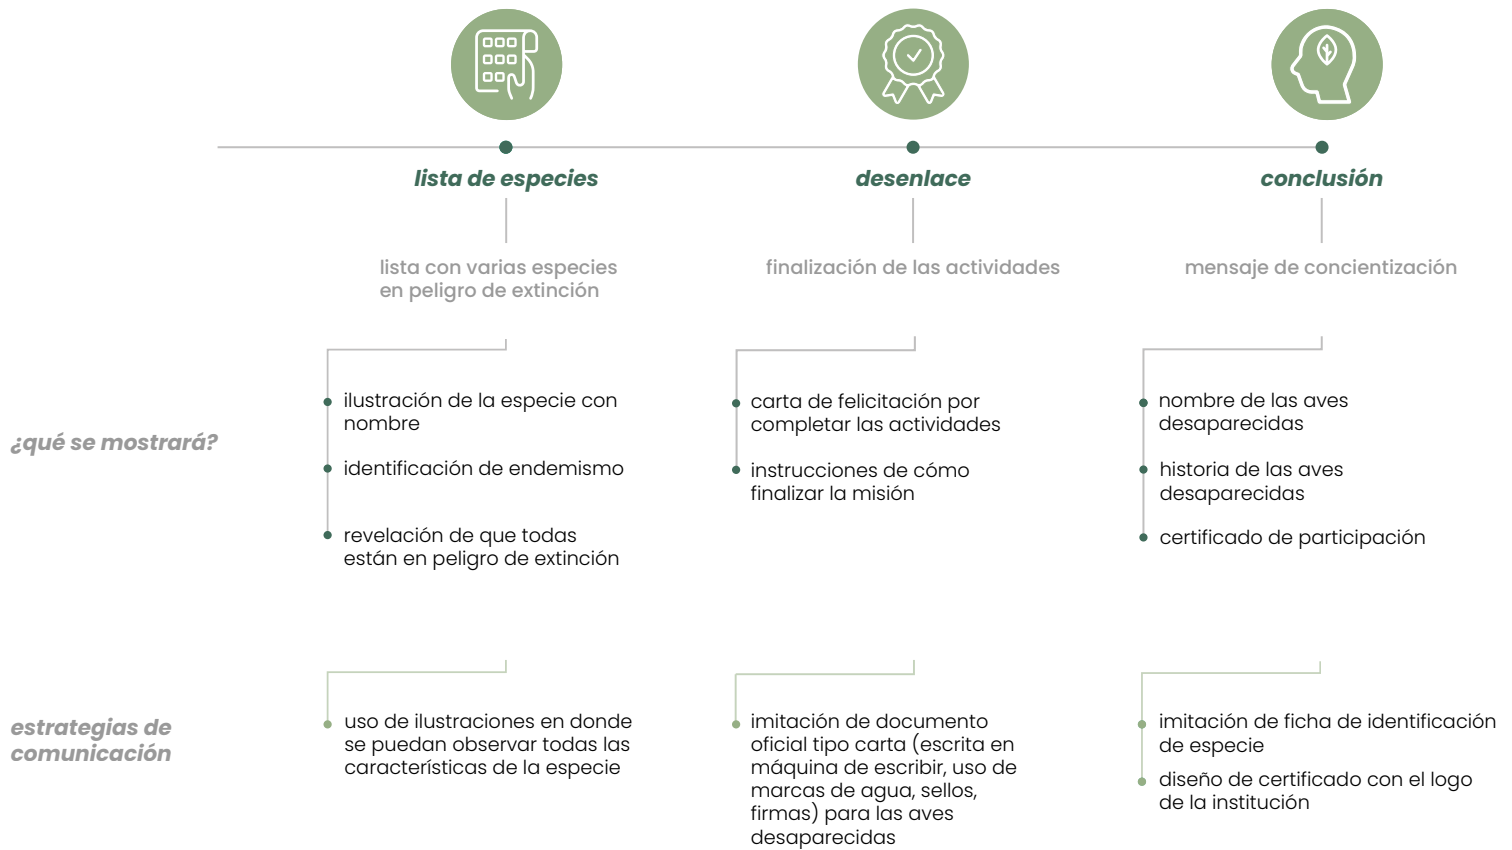 lista de especies
desenlace
conclusión
lista con varias especies
en peligro de extinción
finalización de las actividades
mensaje de concientización
¿qué se mostrará?
ilustración de la especie con
nombre
identificación de endemismo
revelación de que todas
están en peligro de extinción
carta de felicitación por
completar las actividades
instrucciones de cómo
finalizar la misión
nombre de las aves
desaparecidas
historia de las aves
desaparecidas
certificado de participación
estrategias de
comunicación
uso de ilustraciones en donde
se puedan observar todas las
características de la especie
imitación de documento
oficial tipo carta (escrita en
máquina de escribir, uso de
marcas de agua, sellos,
firmas) para las aves
desaparecidas
imitación de ficha de identificación
de especie
diseño de certificado con el logo
de la institución